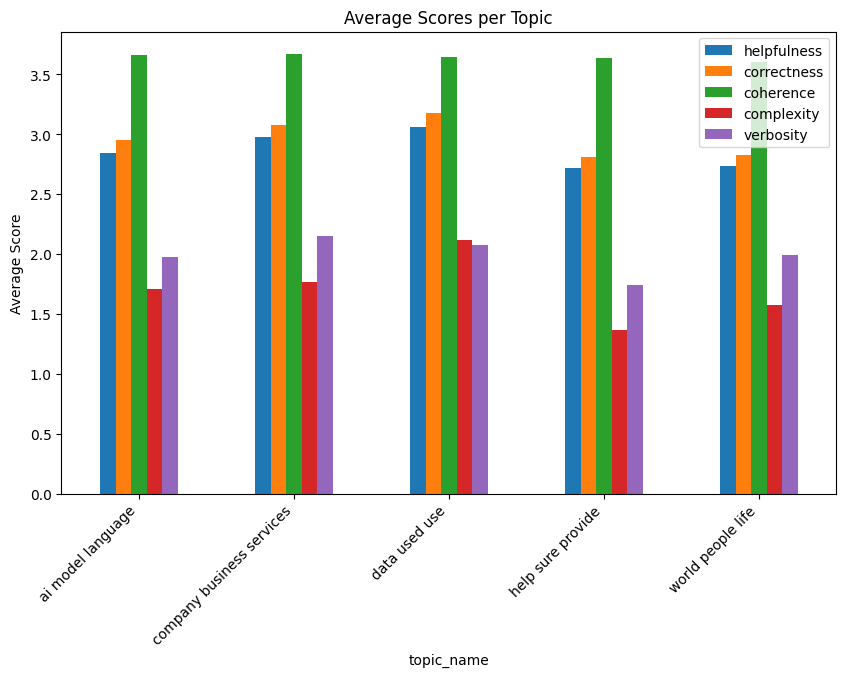 Average Scores per Topic
helpfulness
correctness
coherence
complexity
verbosity
Average Score
3.5
3.0
2.5
2.0
1.5
1.0
0.5
0.0
ai model language
company business services
data used use
help sure provide
world people life
topic_name